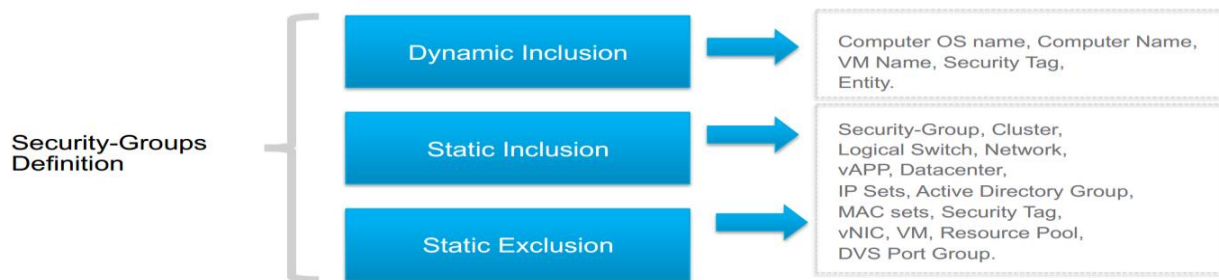 Security-Groups
Definition
Dynamic Inclusion
Computer OS name, Computer Name,
VM Name, Security Tag,
Entity.
Static Inclusion
Static Exclusion
Security-Group, Cluster,
Logical Switch, Network,
vAPP, Datacenter,
IP Sets, Active Directory Group,
MAC sets, Security Tag,
vNIC, VM, Resource Pool,
DVS Port Group.